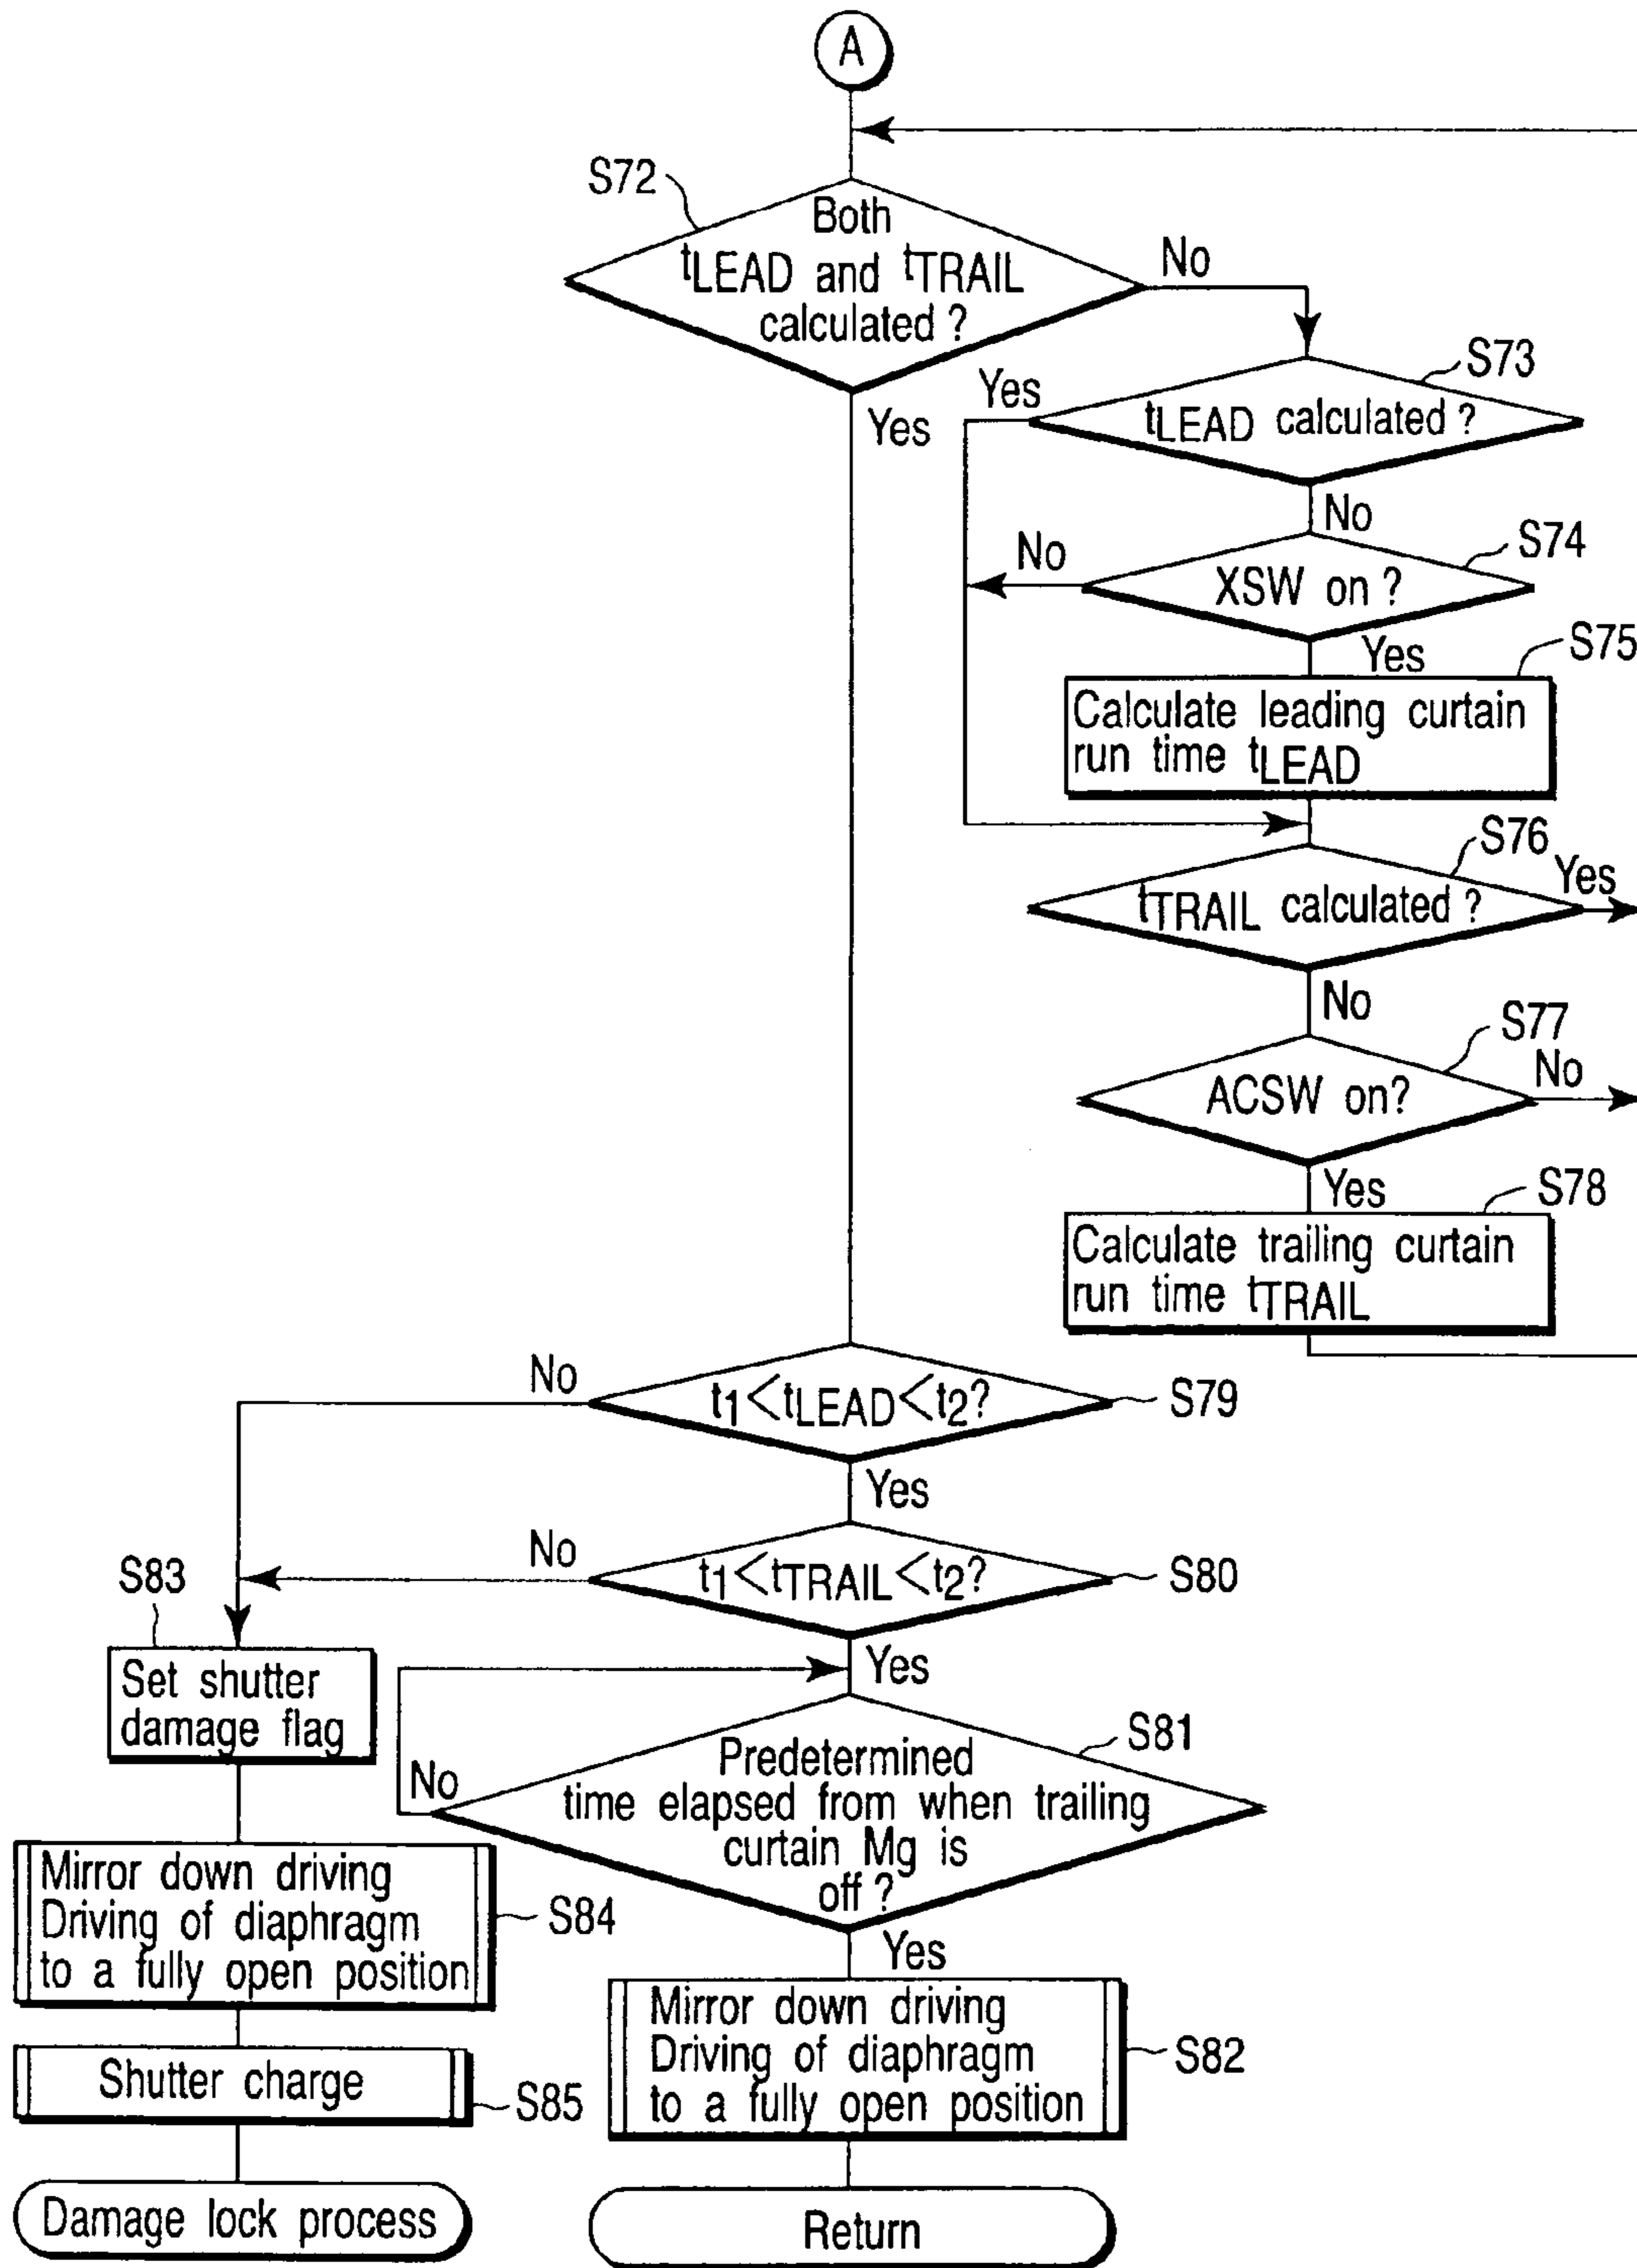 A
S72
Both
tLEAD and tTRAIL
calculated ?
No
Yes
S73
Yes
tLEAD calculated ?
No
S74
No
XSW on ?
Yes
S75
Calculate leading curtain
run time tLEAD
S76
Yes
tTRAIL calculated ?
No
S77
No
ACSW on?
Yes
S78
Calculate trailing curtain
run time tTRAIL
No
t1<tLEAD<t2?
S79
Yes
No
t1<tTRAIL<t2?
S80
Yes
S83
Set shutter
damage flag
S81
No
Predetermined
time elapsed from when trailing
curtain Mg is
off ?
Yes
Mirror down driving
Driving of diaphragm
to a fully open position
S84
Mirror down driving
Driving of diaphragm
to a fully open position
S82
Shutter charge
S85
Damage lock process
Return